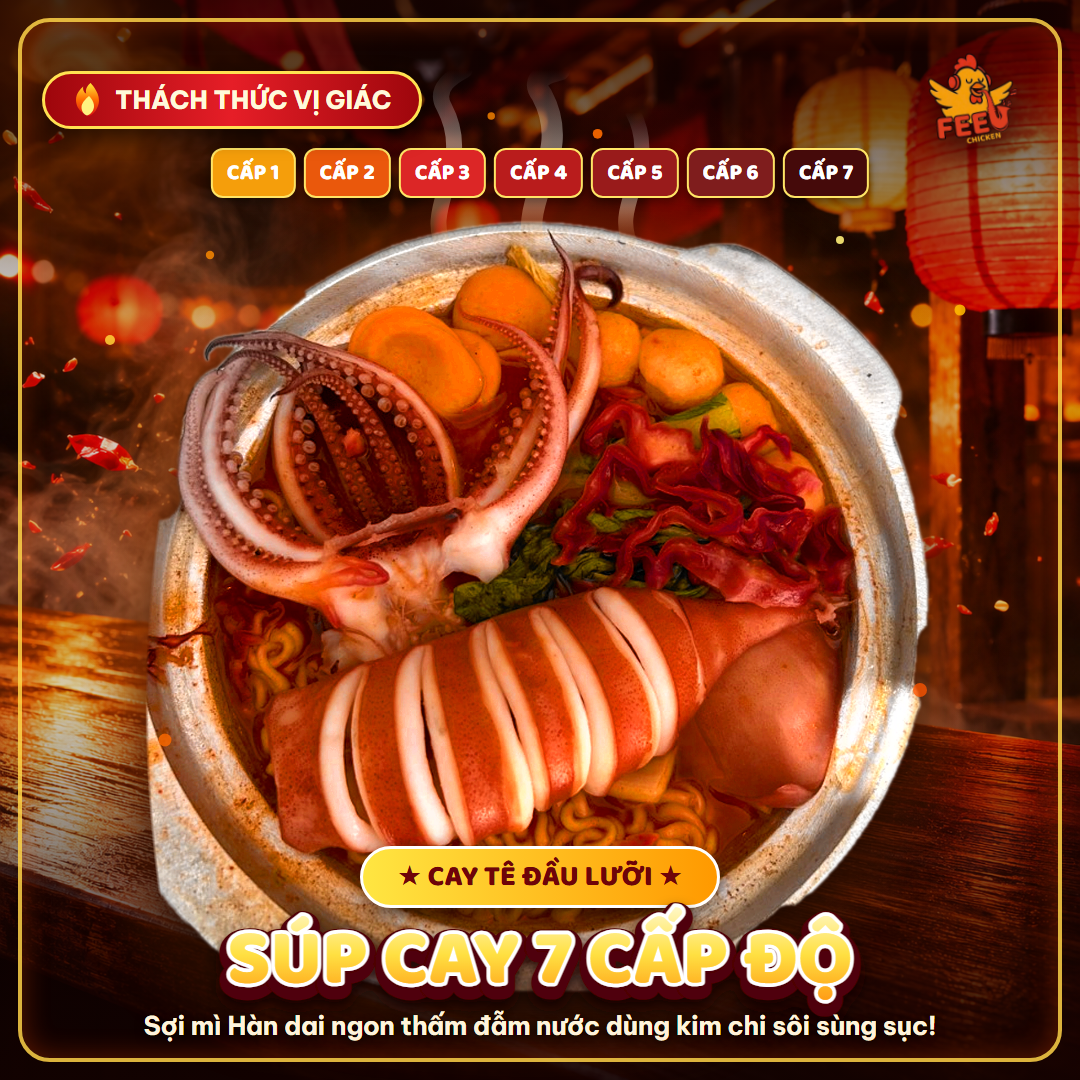 THÁCH THỨC VỊ GIÁC
FEEU
CHICKEN
CẤP 1
CẤP 2
CẤP 3
CẤP 4
CẤP 5
CẤP 6
CẤP 7
★ CAY TÊ ĐẦU LƯỠI ★
SÚP CAY 7 CẤP ĐỘ
Sợi mì Hàn dai ngon thấm đẫm nước dùng kim chi sôi sùng sục!